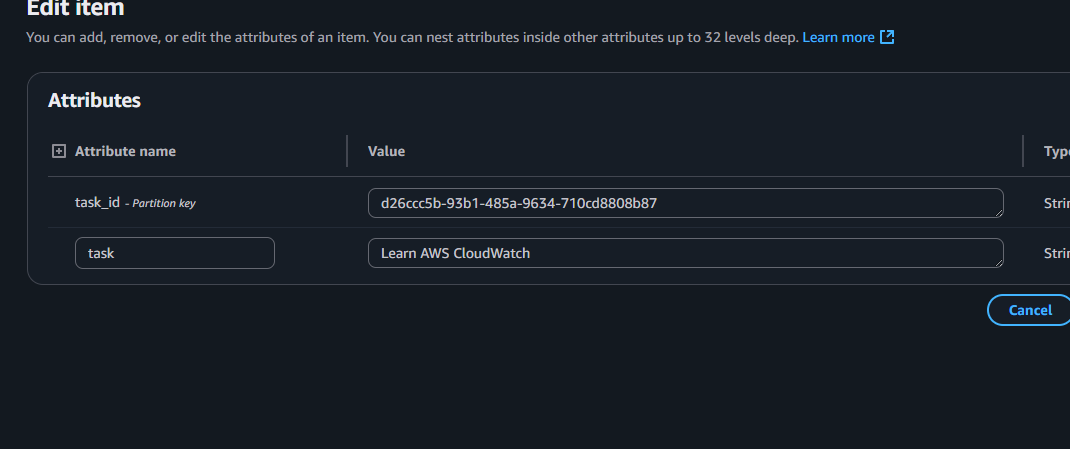 Edit item
You can add, remove, or edit the attributes of an item. You can nest attributes inside other attributes up to 32 levels deep. Learn more
Attributes
Attribute name Value Type
task_id - Partition key d26ccc5b-93b1-485a-9634-710cd8808b87 Strin
task Learn AWS CloudWatch Strin
Cancel